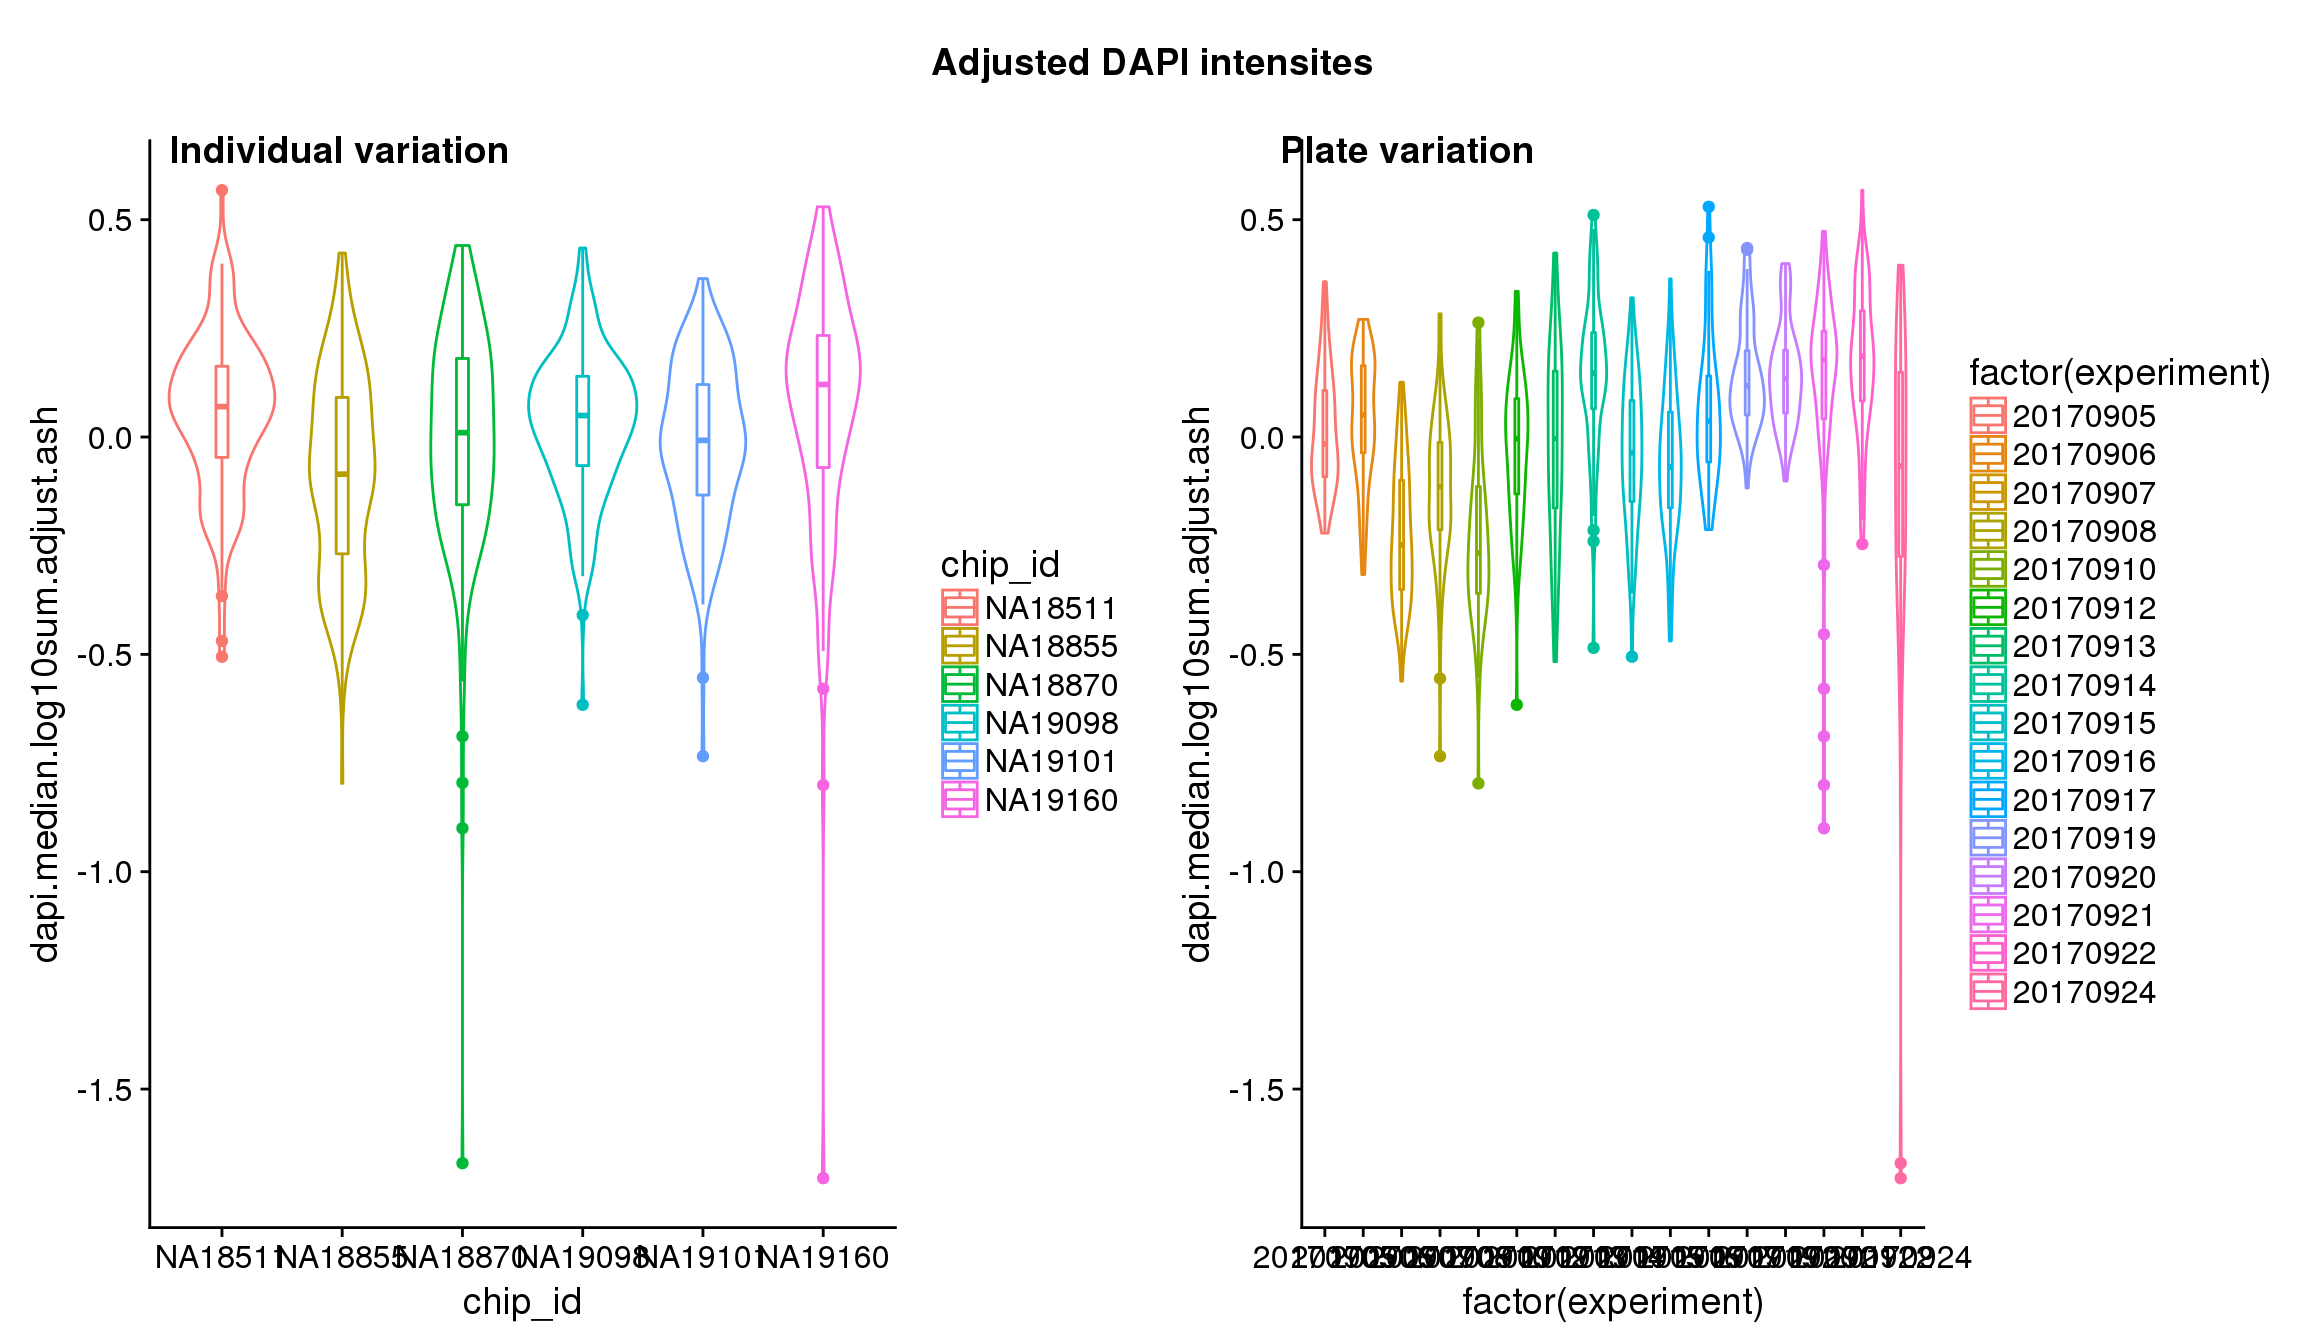 Adjusted DAPI intensites
Individual variation
dapi.median.log10sum.adjust.ash
0.5
0.0
-0.5
-1.0
-1.5
NA18511
NA18855
NA18870
NA19098
NA19101
NA19160
chip_id
chip_id
NA18511
NA18855
NA18870
NA19098
NA19101
NA19160
Plate variation
dapi.median.log10sum.adjust.ash
0.5
0.0
-0.5
-1.0
-1.5
factor(experiment)
factor(experiment)
20170905
20170906
20170907
20170908
20170910
20170912
20170913
20170914
20170915
20170916
20170917
20170919
20170920
20170921
20170922
20170924